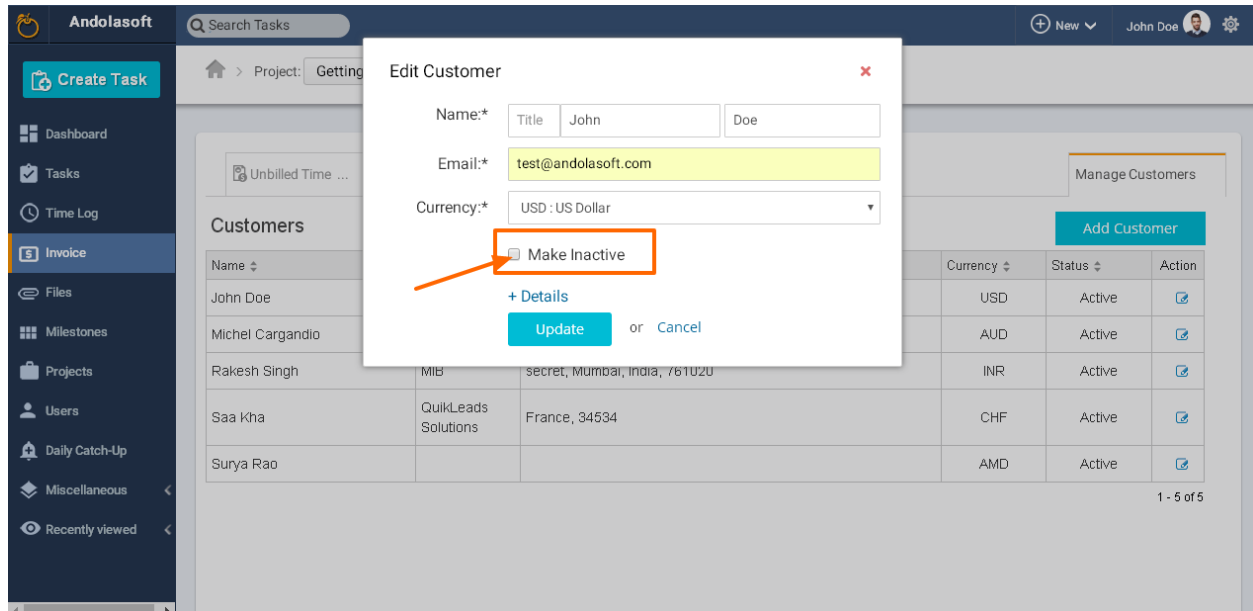 Andolasoft
Search Tasks
New
John Doe
Create Task
Dashboard
Tasks
Time Log
Invoice
Files
Milestones
Projects
Users
Daily Catch-Up
Miscellaneous
Recently viewed
> Project: Getting
Unbilled Time ...
Manage Customers
Customers
Add Customer
Name Currency Status Action
John Doe USD Active
Michel Cargandio AUD Active
Rakesh Singh MIB secret, Mumbai, India, 761020 INR Active
Saa Kha QuikLeads France, 34534 CHF Active
Solutions
Surya Rao AMD Active
1 - 5 of 5
Edit Customer
Name:* Title John Doe
Email:* test@andolasoft.com
Currency:* USD : US Dollar
Make Inactive
+ Details
Update or Cancel